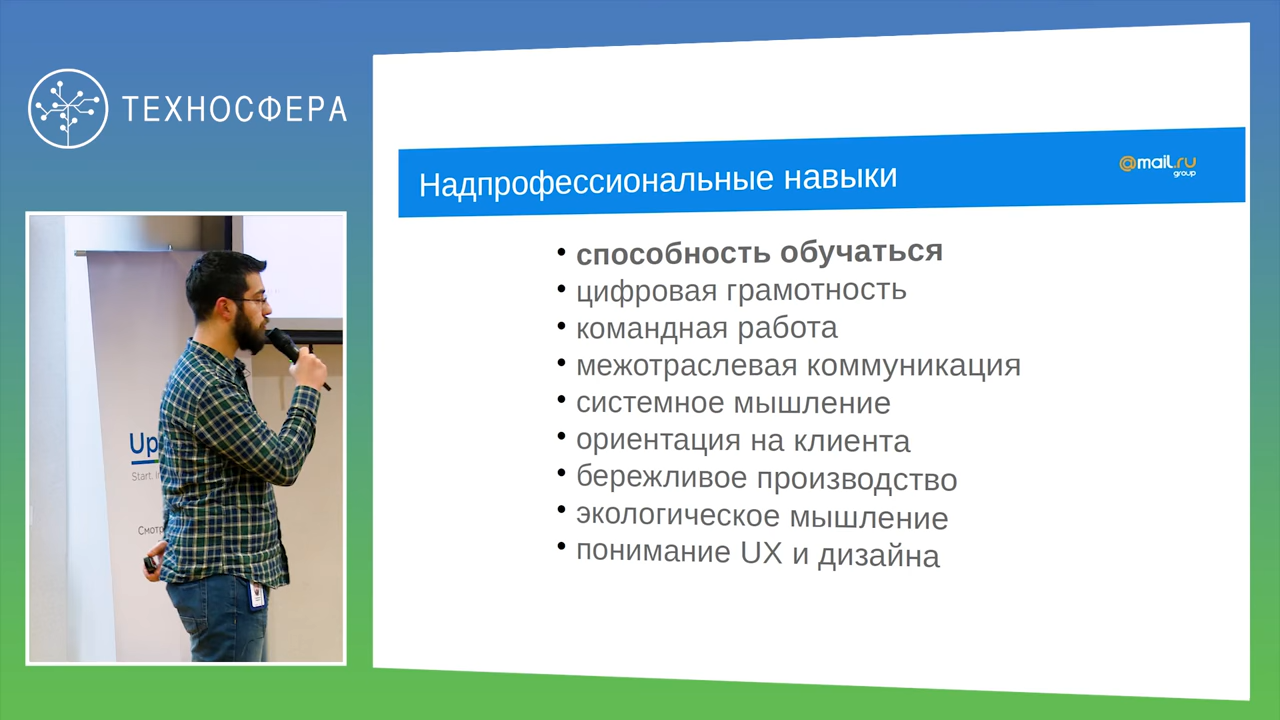 ТЕХНОСФЕРА
Надпрофессиональные навыки
@mail.ru
group
• способность обучаться
• цифровая грамотность
• командная работа
• межотраслевая коммуникация
• системное мышление
• ориентация на клиента
• бережливое производство
• экологическое мышление
• понимание UX и дизайна
Up
Start.